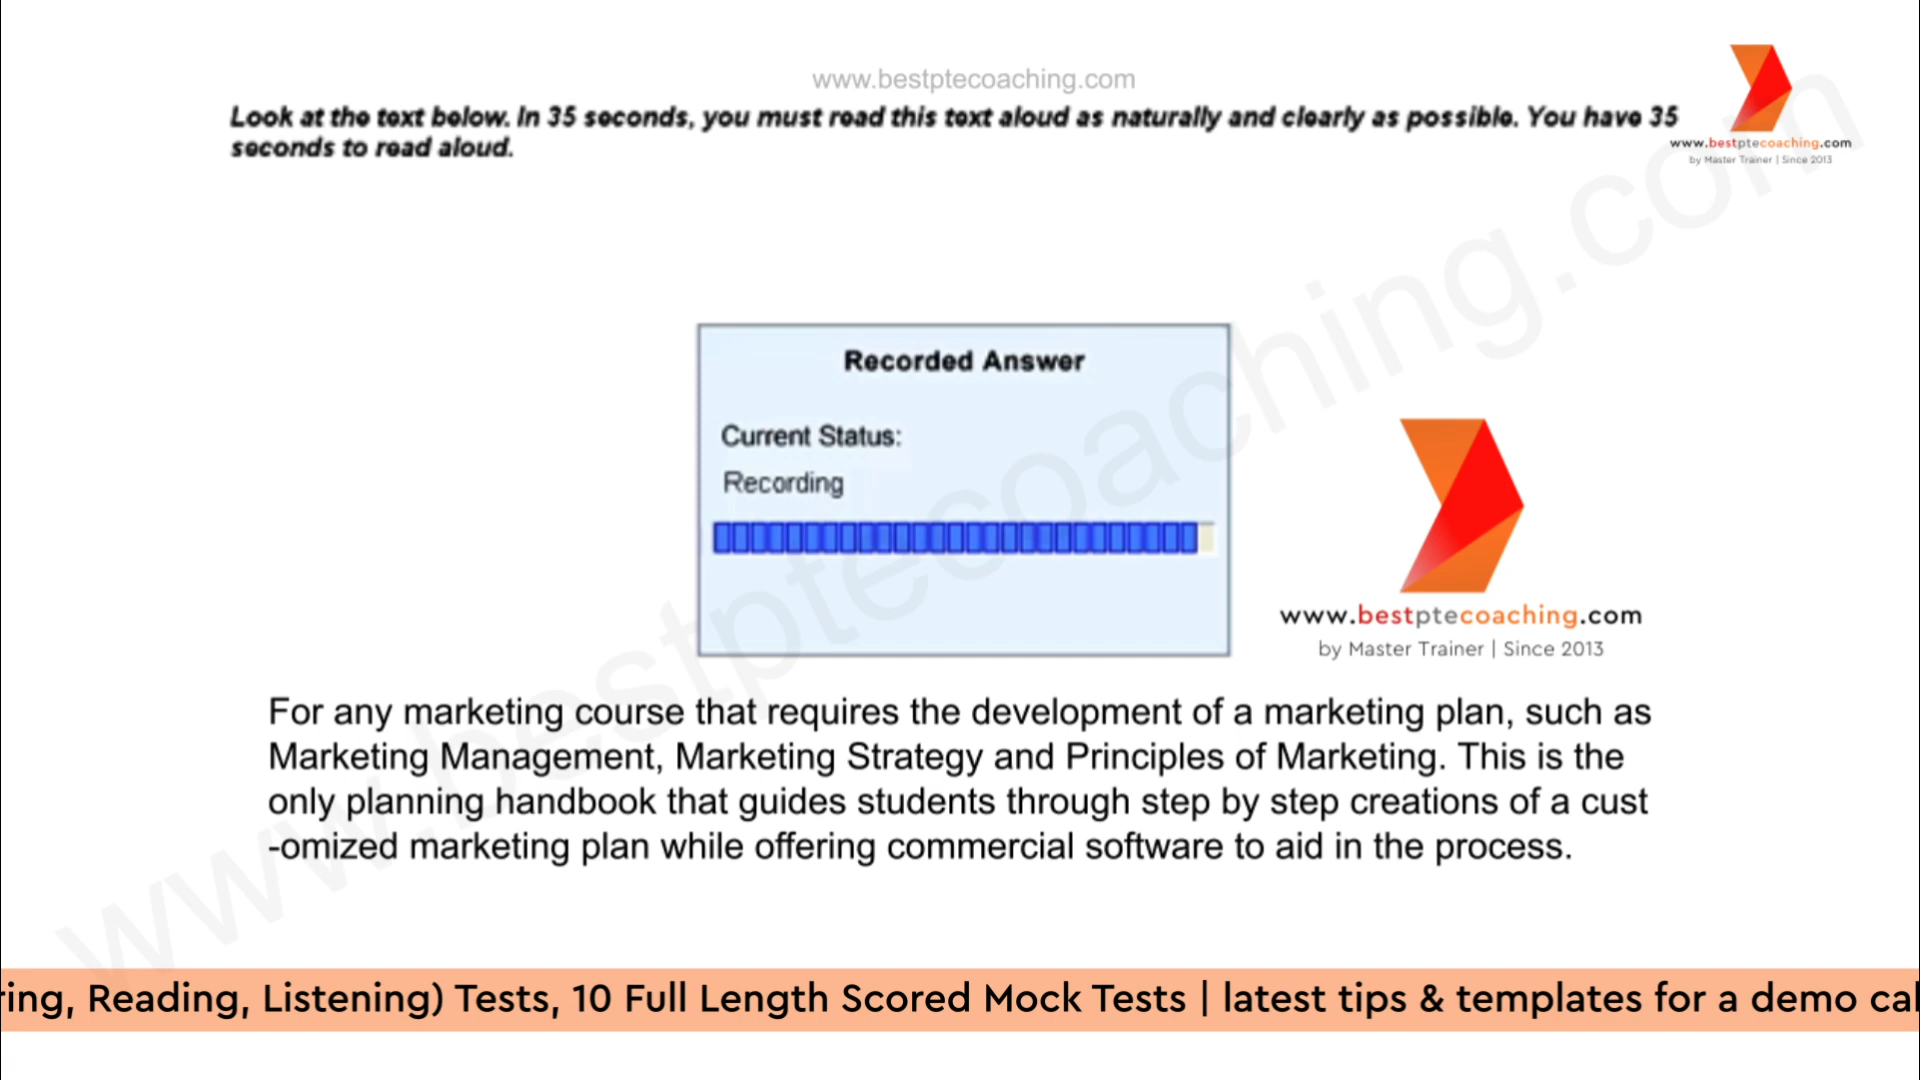 www.bestptecoaching.com
Look at the text below. In 35 seconds, you must read this text aloud as naturally and clearly as possible. You have 35
seconds to read aloud.
www.bestptecoaching.com
by Master Trainer | Since 2013
Recorded Answer
Current Status:
Recording
www.bestptecoaching.com
by Master Trainer | Since 2013
For any marketing course that requires the development of a marketing plan, such as
Marketing Management, Marketing Strategy and Principles of Marketing. This is the
only planning handbook that guides students through step by step creations of a cust
-omized marketing plan while offering commercial software to aid in the process.
www.bestptecoaching.com
Reading, Listening) Tests, 10 Full Length Scored Mock Tests | latest tips & templates for a demo